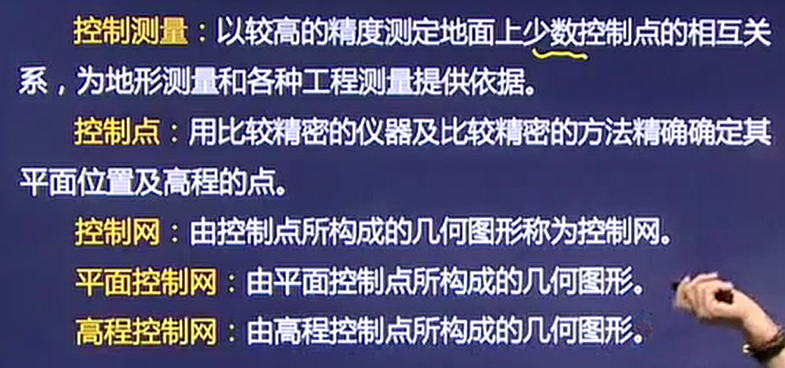 控制测量：以较高的精度测定地面上少数控制点的相互关
系，为地形测量和各种工程测量提供依据。
控制点：用比较精密的仪器及比较精密的方法精确确定其
平面位置及高程的点。
控制网：由控制点所构成的几何图形称为控制网。
平面控制网：由平面控制点所构成的几何图形。
高程控制网：由高程控制点所构成的几何图形。